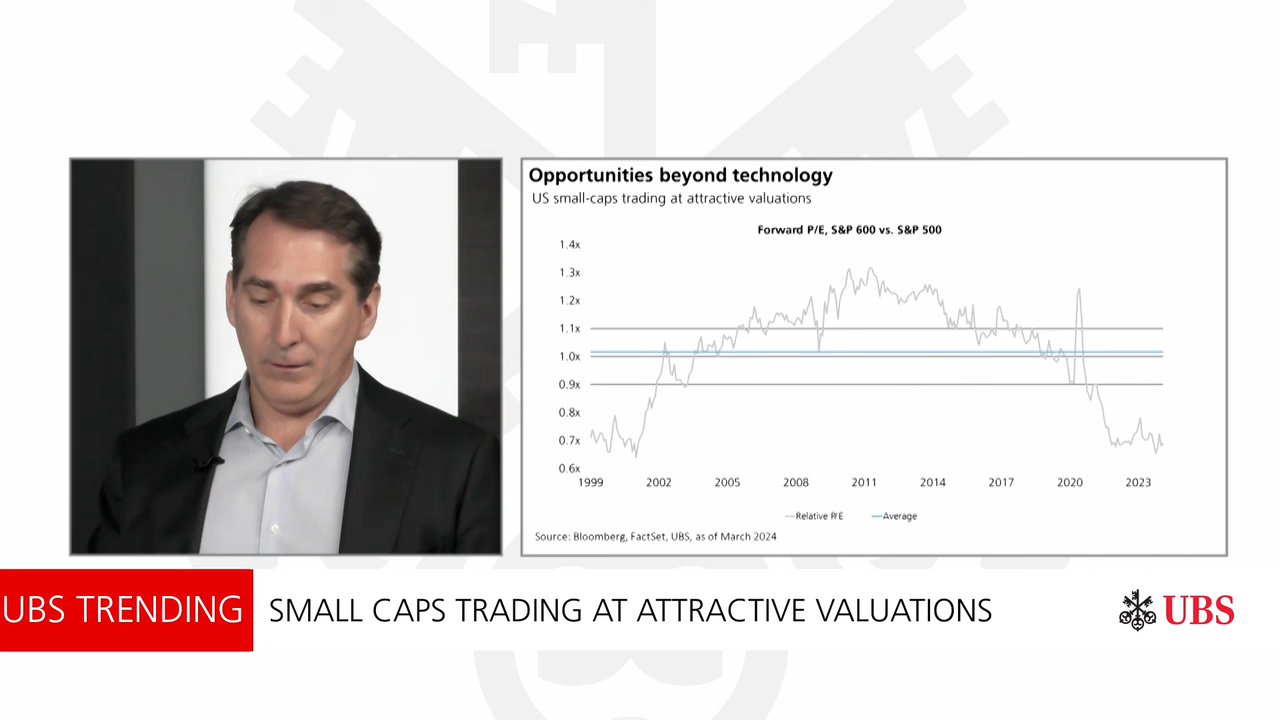 Opportunities beyond technology
US small-caps trading at attractive valuations
Forward P/E, S&P 600 vs. S&P 500
1.4x
1.3x
1.2x
1.1x
1.0x
0.9x
0.8x
0.7x
0.6x
1999 2002 2005 2008 2011 2014 2017 2020 2023
Relative P/E Average
Source: Bloomberg, FactSet, UBS, as of March 2024
UBS TRENDING SMALL CAPS TRADING AT ATTRACTIVE VALUATIONS UBS